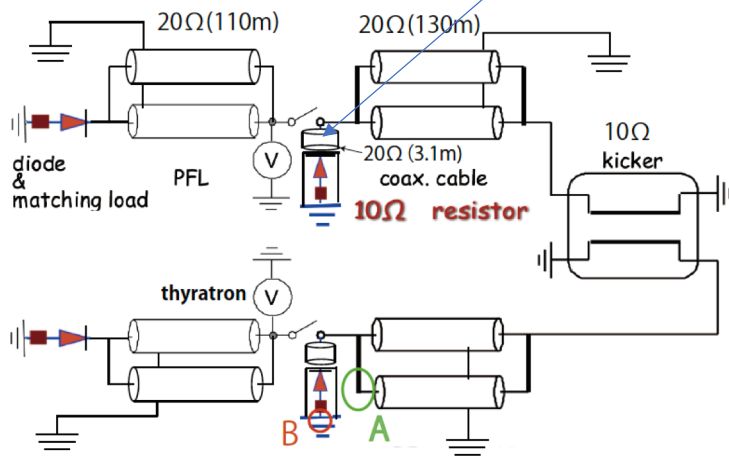 20Ω(110m)
20Ω(130m)
10Ω
kicker
20Ω (3.1m)
coax. cable
diode
&
matching load
PFL
V
10Ω resistor
thyratron
V
B
A